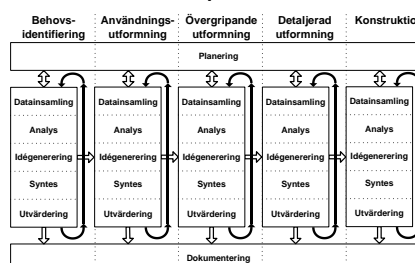 Behovs- Användnings- Övergripande Detaljerad Konstruktio
identifiering utformning utformning utformning
Planering
Datainsamling Datainsamling Datainsamling Datainsamling Datainsamling
Analys Analys Analys Analys Analys
Idégenerering Idégenerering Idégenerering Idégenerering Idégenerering
Syntes Syntes Syntes Syntes Syntes
Utvärdering Utvärdering Utvärdering Utvärdering Utvärdering
Dokumentering